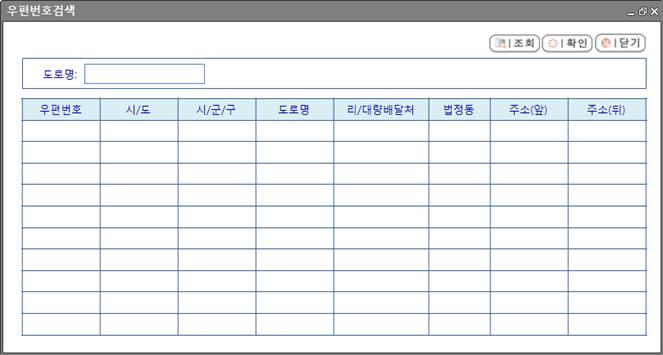 우편번호검색
조회 확인 닫기
도로명:
우편번호 시/도 시/군/구 도로명 리/대량배달처 법정동 주소(앞) 주소(뒤)